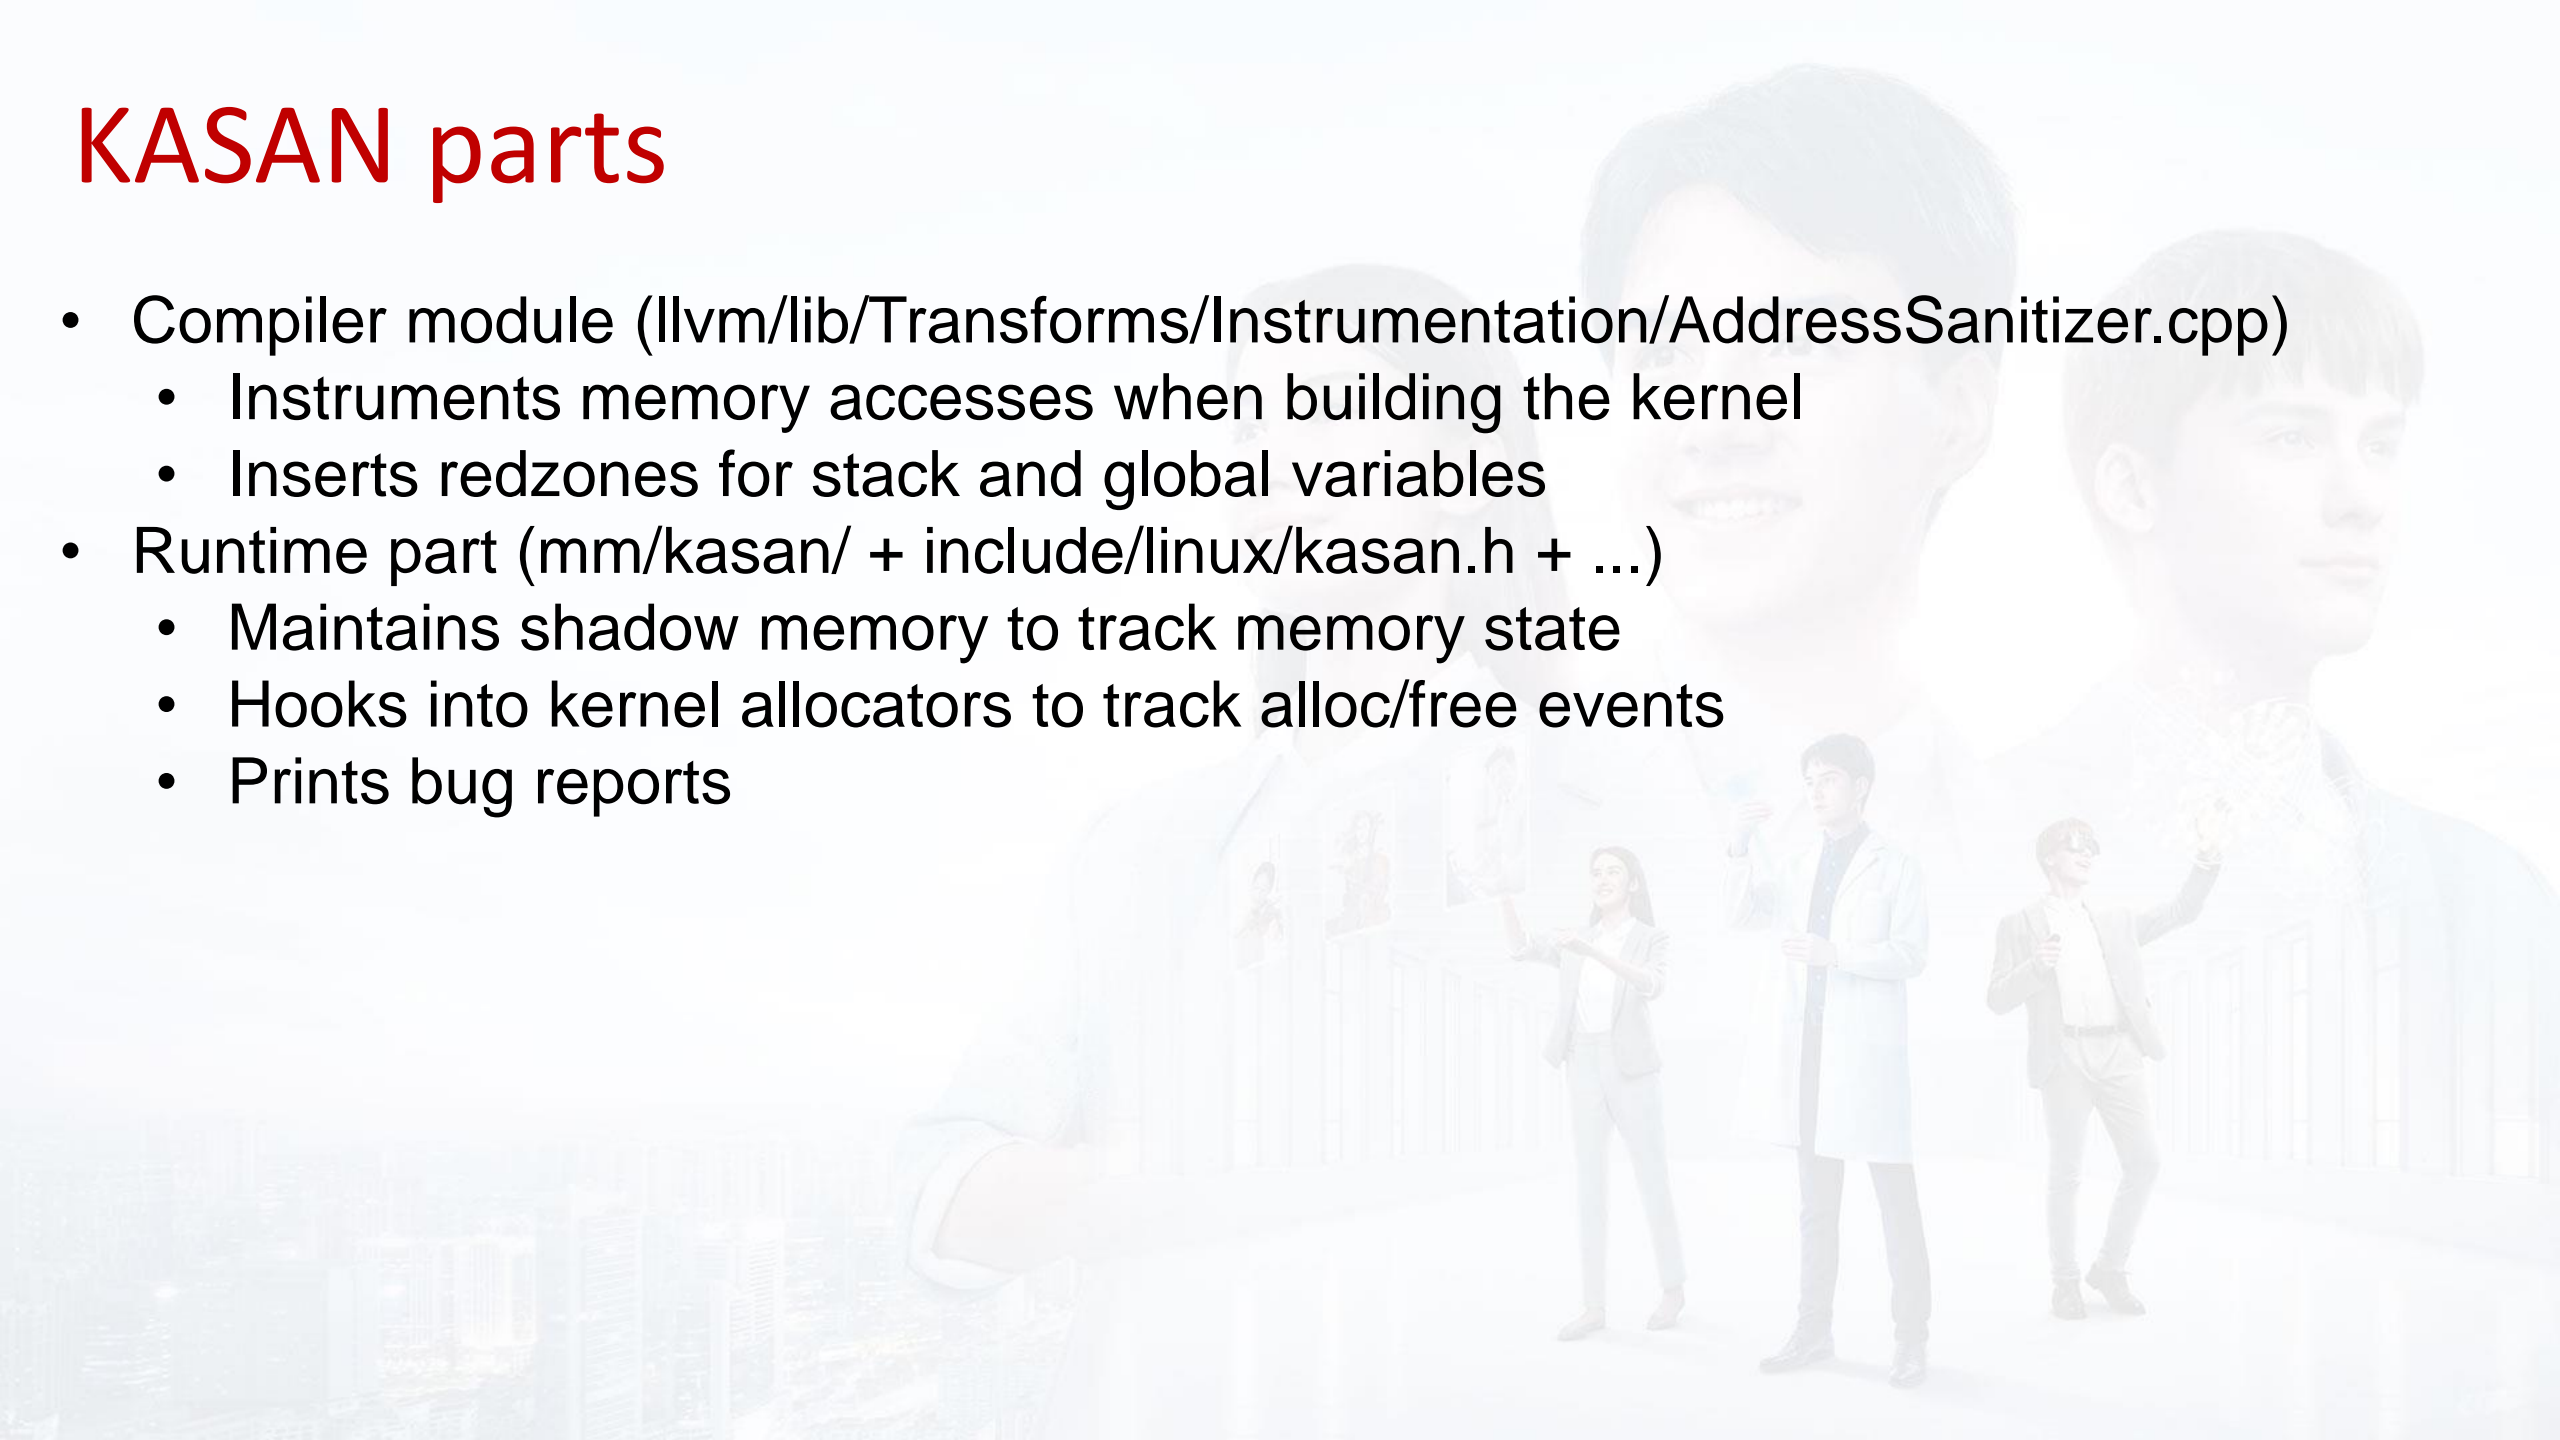 KASAN parts
• Compiler module (llvm/lib/Transforms/Instrumentation/AddressSanitizer.cpp)
• Instruments memory accesses when building the kernel
• Inserts redzones for stack and global variables
• Runtime part (mm/kasan/ + include/linux/kasan.h + ...)
• Maintains shadow memory to track memory state
• Hooks into kernel allocators to track alloc/free events
• Prints bug reports